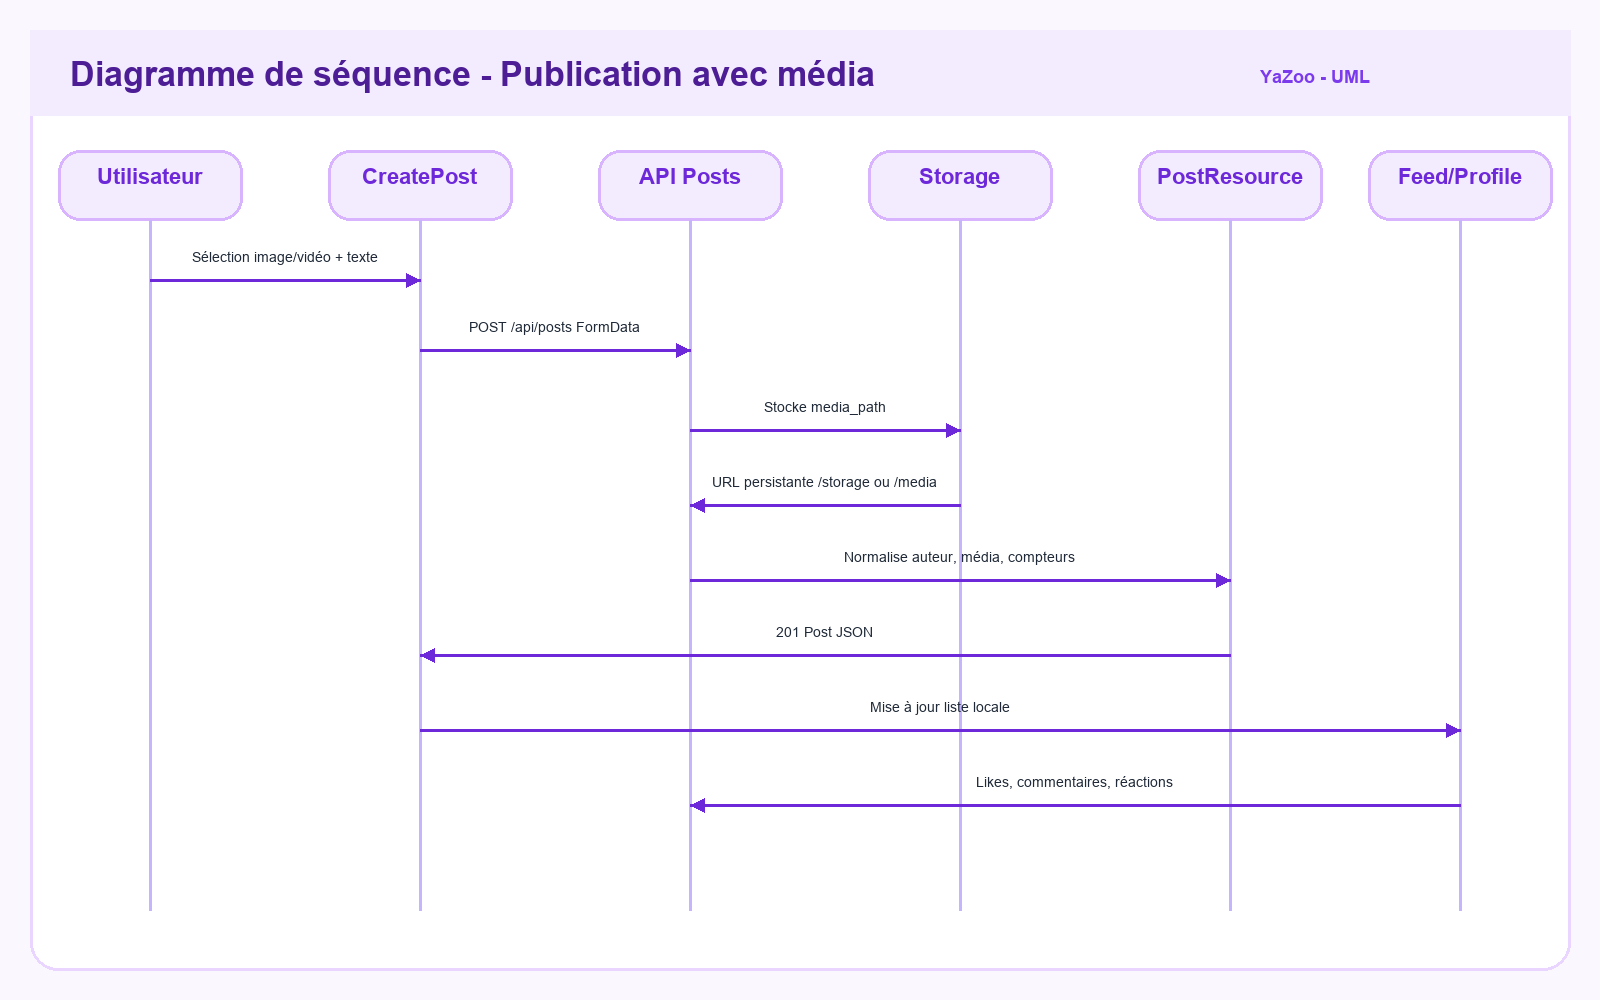 Diagramme de séquence - Publication avec média
YaZoo - UML
Utilisateur
CreatePost
API Posts
Storage
PostResource
Feed/Profile
Sélection image/vidéo + texte
POST /api/posts FormData
Stocke media_path
URL persistante /storage ou /media
Normalise auteur, média, compteurs
201 Post JSON
Mise à jour liste locale
Likes, commentaires, réactions